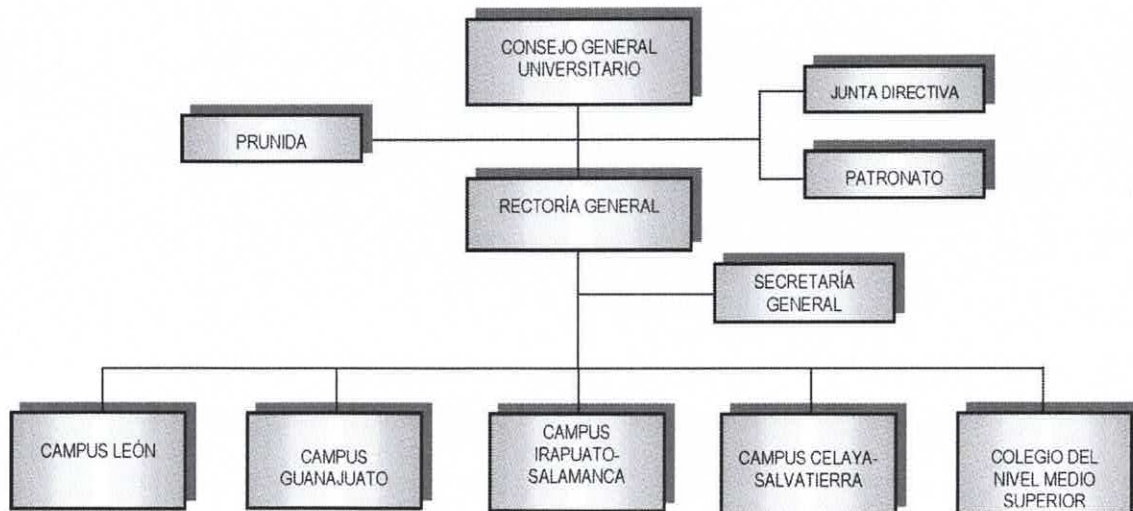 CONSEJO GENERAL
UNIVERSITARIO
JUNTA DIRECTIVA
PRUNIDA
PATRONATO
RECTORÍA GENERAL
SECRETARÍA
GENERAL
CAMPUS LEÓN
CAMPUS
GUANAJUATO
CAMPUS
IRAPUATO-
SALAMANCA
CAMPUS CELAYA-
SALVATIERRA
COLEGIO DEL
NIVEL MEDIO
SUPERIOR